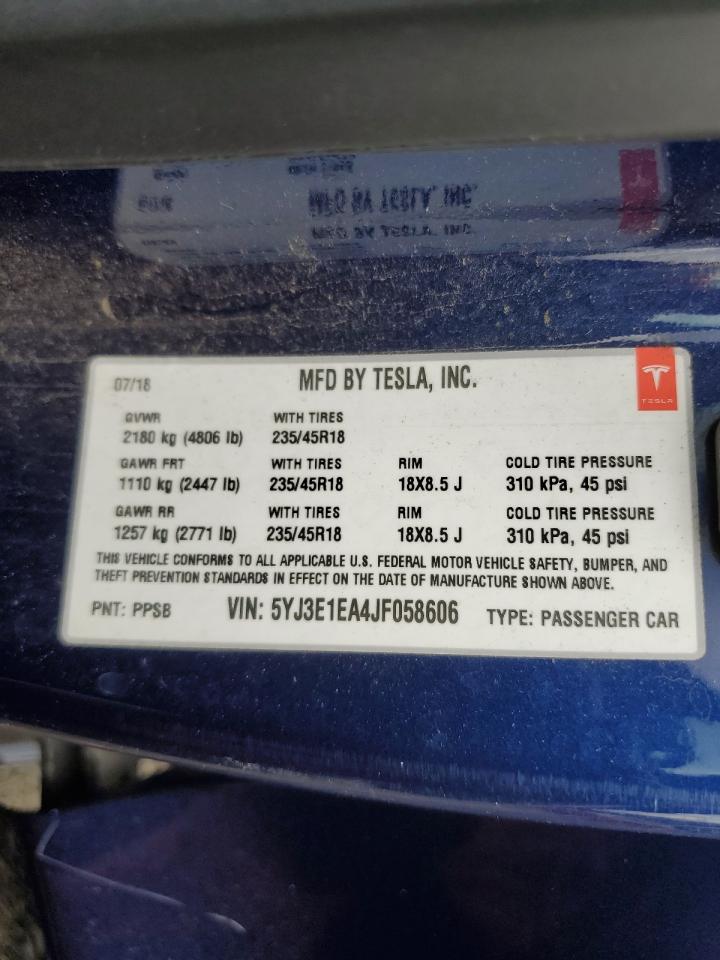 07/18 MFD BY TESLA, INC.
TESLA
GVWR WITH TIRES
2180 kg (4806 lb) 235/45R18
GAWR FRT WITH TIRES RIM COLD TIRE PRESSURE
1110 kg (2447 lb) 235/45R18 18X8.5 J 310 kPa, 45 psi
GAWR RR WITH TIRES RIM COLD TIRE PRESSURE
1257 kg (2771 lb) 235/45R18 18X8.5 J 310 kPa, 45 psi
THIS VEHICLE CONFORMS TO ALL APPLICABLE U.S. FEDERAL MOTOR VEHICLE SAFETY, BUMPER, AND
THEFT PREVENTION STANDARDS IN EFFECT ON THE DATE OF MANUFACTURE SHOWN ABOVE.
PNT: PPSB VIN: 5YJ3E1EA4JF058606 TYPE: PASSENGER CAR